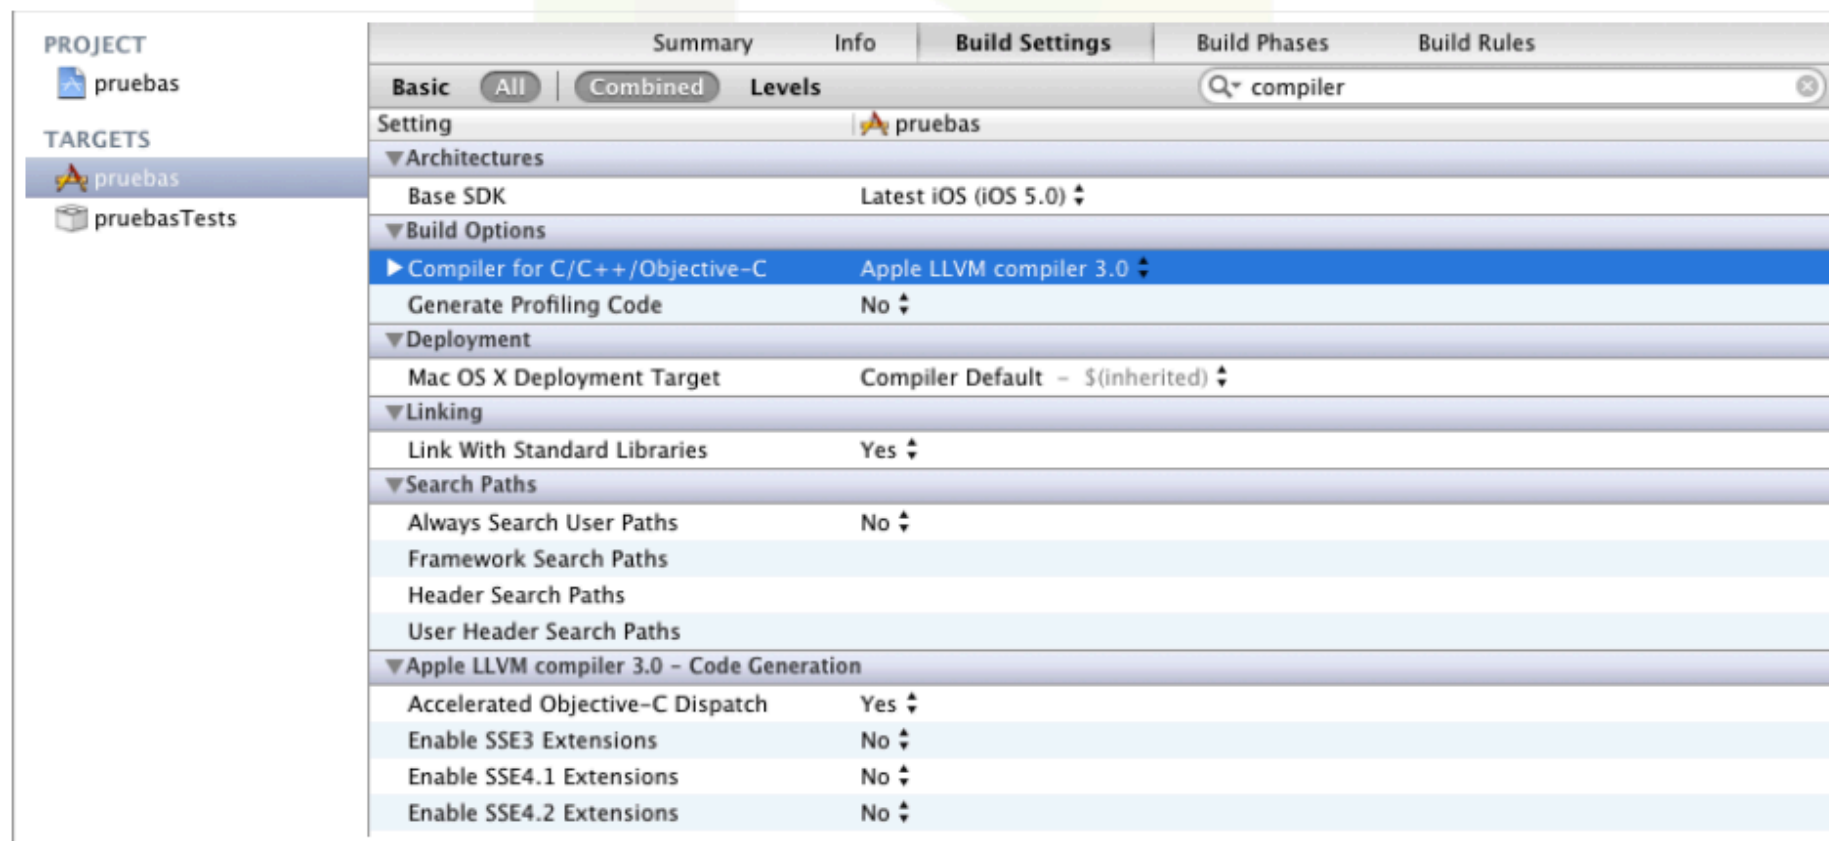 PROJECT
pruebas
TARGETS
pruebas
pruebasTests
Summary Info Build Settings Build Phases Build Rules
Basic All Combined Levels compiler
Setting pruebas
Architectures
Base SDK Latest iOS (iOS 5.0)
Build Options
Compiler for C/C++/Objective-C Apple LLVM compiler 3.0
Generate Profiling Code No
Deployment
Mac OS X Deployment Target Compiler Default - $(inherited)
Linking
Link With Standard Libraries Yes
Search Paths
Always Search User Paths No
Framework Search Paths
Header Search Paths
User Header Search Paths
Apple LLVM compiler 3.0 - Code Generation
Accelerated Objective-C Dispatch Yes
Enable SSE3 Extensions No
Enable SSE4.1 Extensions No
Enable SSE4.2 Extensions No